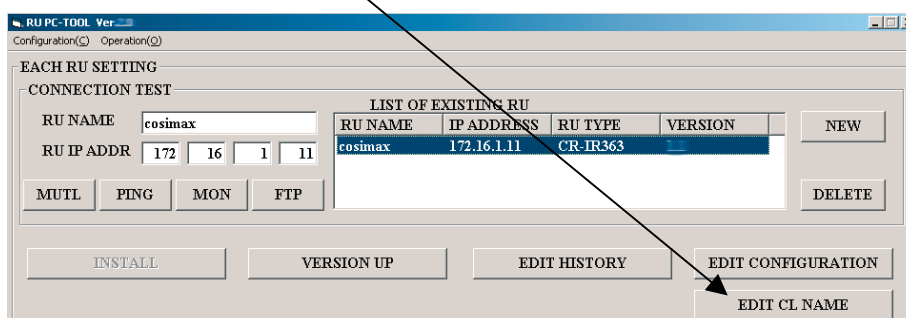 RU PC-TOOL Ver.
Configuration(C) Operation(O)
EACH RU SETTING
CONNECTION TEST
LIST OF EXISTING RU
RU NAME cosimax
RU IP ADDR 172 16 1 11
MUTL PING MON FTP
RU NAME IP ADDRESS RU TYPE VERSION
cosimax 172.16.1.11 CR-IR363
NEW
DELETE
INSTALL VERSION UP EDIT HISTORY EDIT CONFIGURATION
EDIT CL NAME